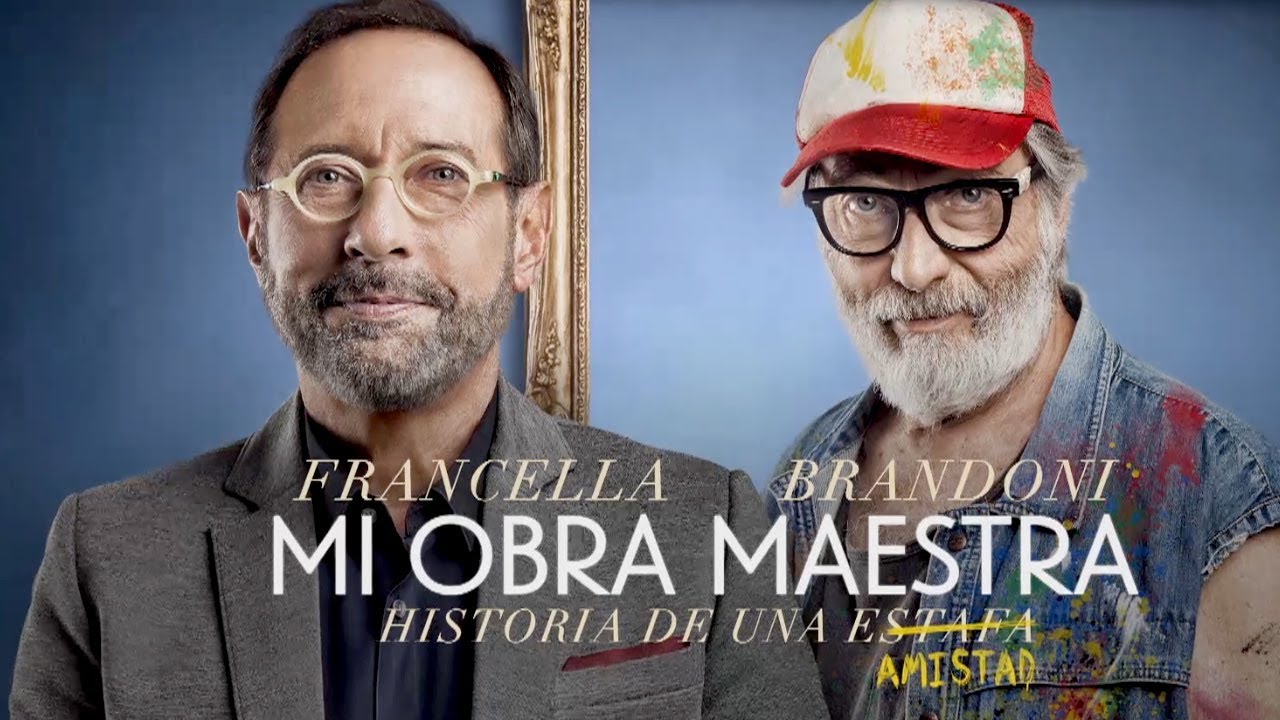 FRANCELLA BRANDONI
MI OBRA MAESTRA
HISTORIA DE UNA ESTAFA
AMISTAD